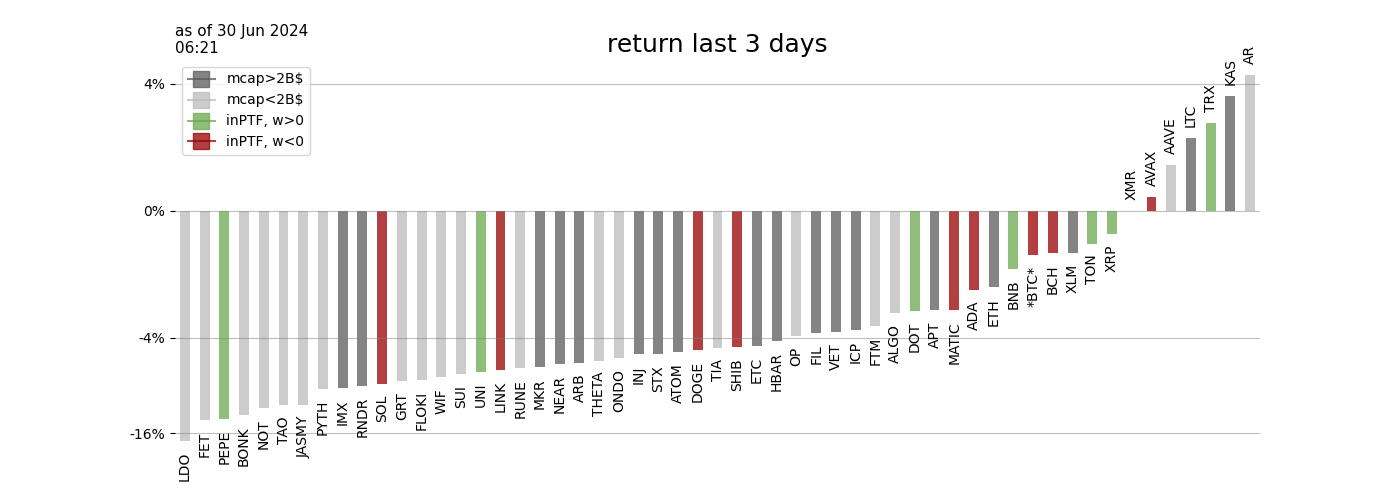 as of 30 Jun 2024
06:21
return last 3 days
mcap>2B$
mcap<2B$
inPTF, w>0
inPTF, w<0
4%
0%
-4%
-16%
LDO
FET
PEPE
BONK
NOT
TAO
JASMY
PYTH
IMX
RNDR
SOL
GRT
FLOKI
WIF
SUI
UNI
LINK
RUNE
MKR
NEAR
ARB
THETA
ONDO
INJ
STX
ATOM
DOGE
TIA
SHIB
ETC
HBAR
OP
FIL
VET
ICP
FTM
ALGO
DOT
APT
MATIC
ADA
ETH
BNB
*BTC*
BCH
XLM
TON
XRP
XMR
AVAX
AAVE
LTC
TRX
KAS
AR